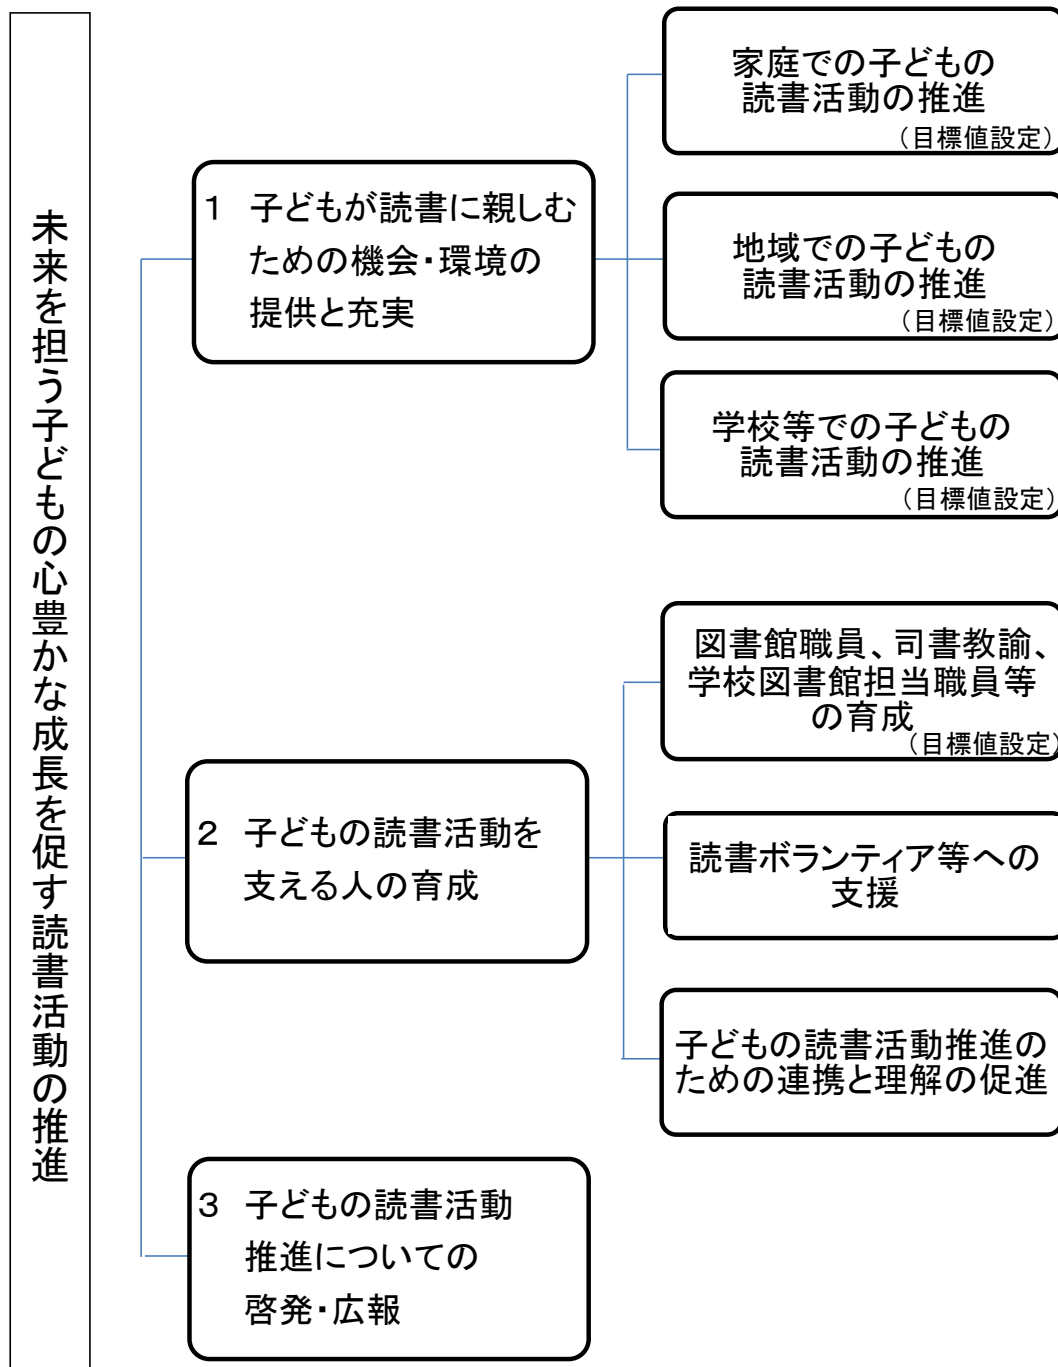 未来を担う子どもの心豊かな成長を促す読書活動の推進
1 子どもが読書に親しむ
ための機会・環境の
提供と充実
家庭での子どもの
読書活動の推進
（目標値設定）
地域での子どもの
読書活動の推進
（目標値設定）
学校等での子どもの
読書活動の推進
（目標値設定）
2 子どもの読書活動を
支える人の育成
図書館職員、司書教諭、
学校図書館担当職員等
の育成
（目標値設定）
読書ボランティア等への
支援
子どもの読書活動推進の
ための連携と理解の促進
3 子どもの読書活動
推進についての
啓発・広報